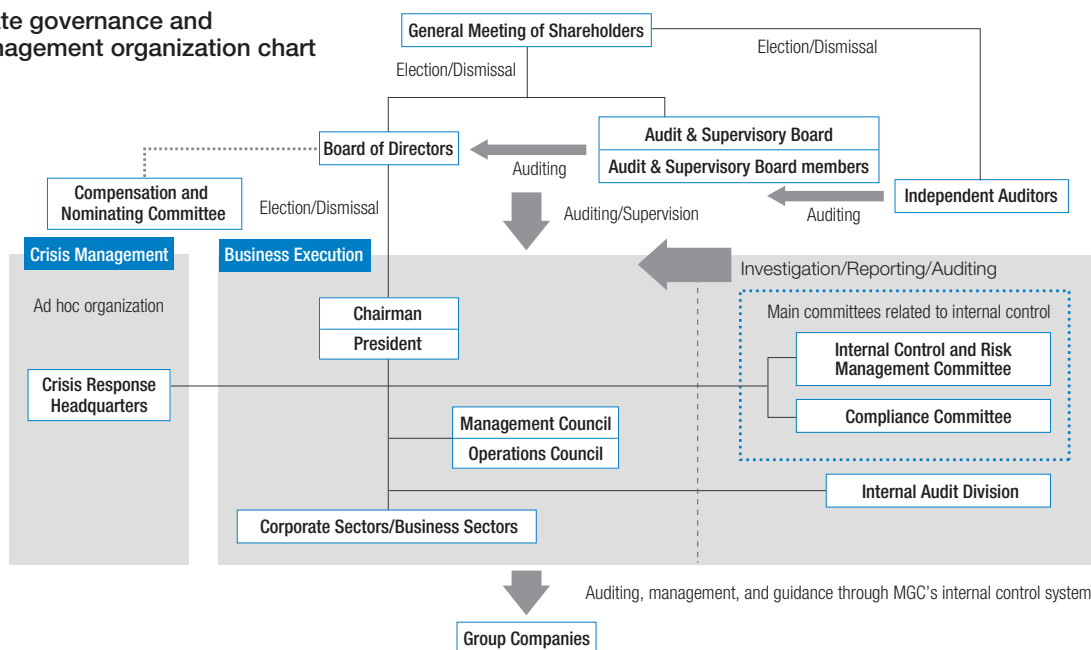 ate governance and
nagement organization chart
General Meeting of Shareholders
Election/Dismissal
Election/Dismissal
Board of Directors
Auditing
Audit & Supervisory Board
Audit & Supervisory Board members
Compensation and
Nominating Committee
Election/Dismissal
Auditing/Supervision
Auditing
Independent Auditors
Crisis Management
Business Execution
Investigation/Reporting/Auditing
Ad hoc organization
Main committees related to internal control
Chairman
President
Internal Control and Risk
Management Committee
Crisis Response
Headquarters
Compliance Committee
Management Council
Operations Council
Internal Audit Division
Corporate Sectors/Business Sectors
Auditing, management, and guidance through MGC's internal control system
Group Companies